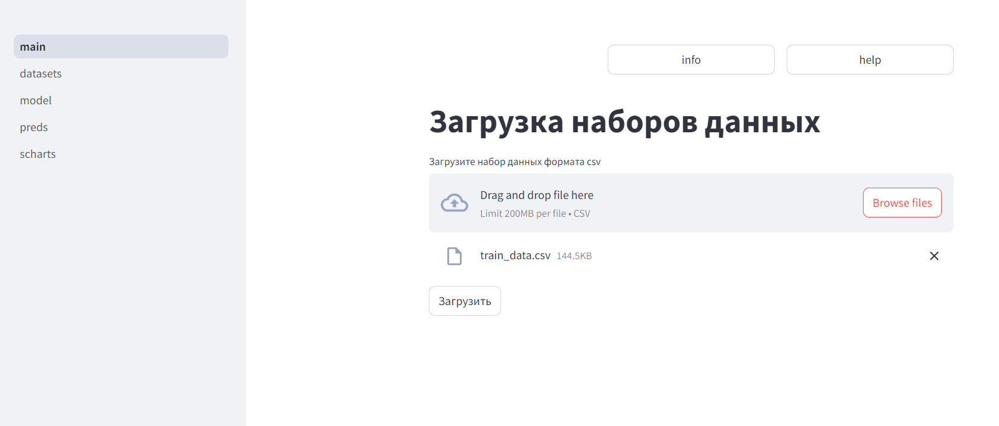 main
datasets
model
preds
scharts
info
help
Загрузка наборов данных
Загрузите набор данных формата csv
Drag and drop file here
Limit 200MB per file • CSV
Browse files
train_data.csv 144.5KB
Загрузить